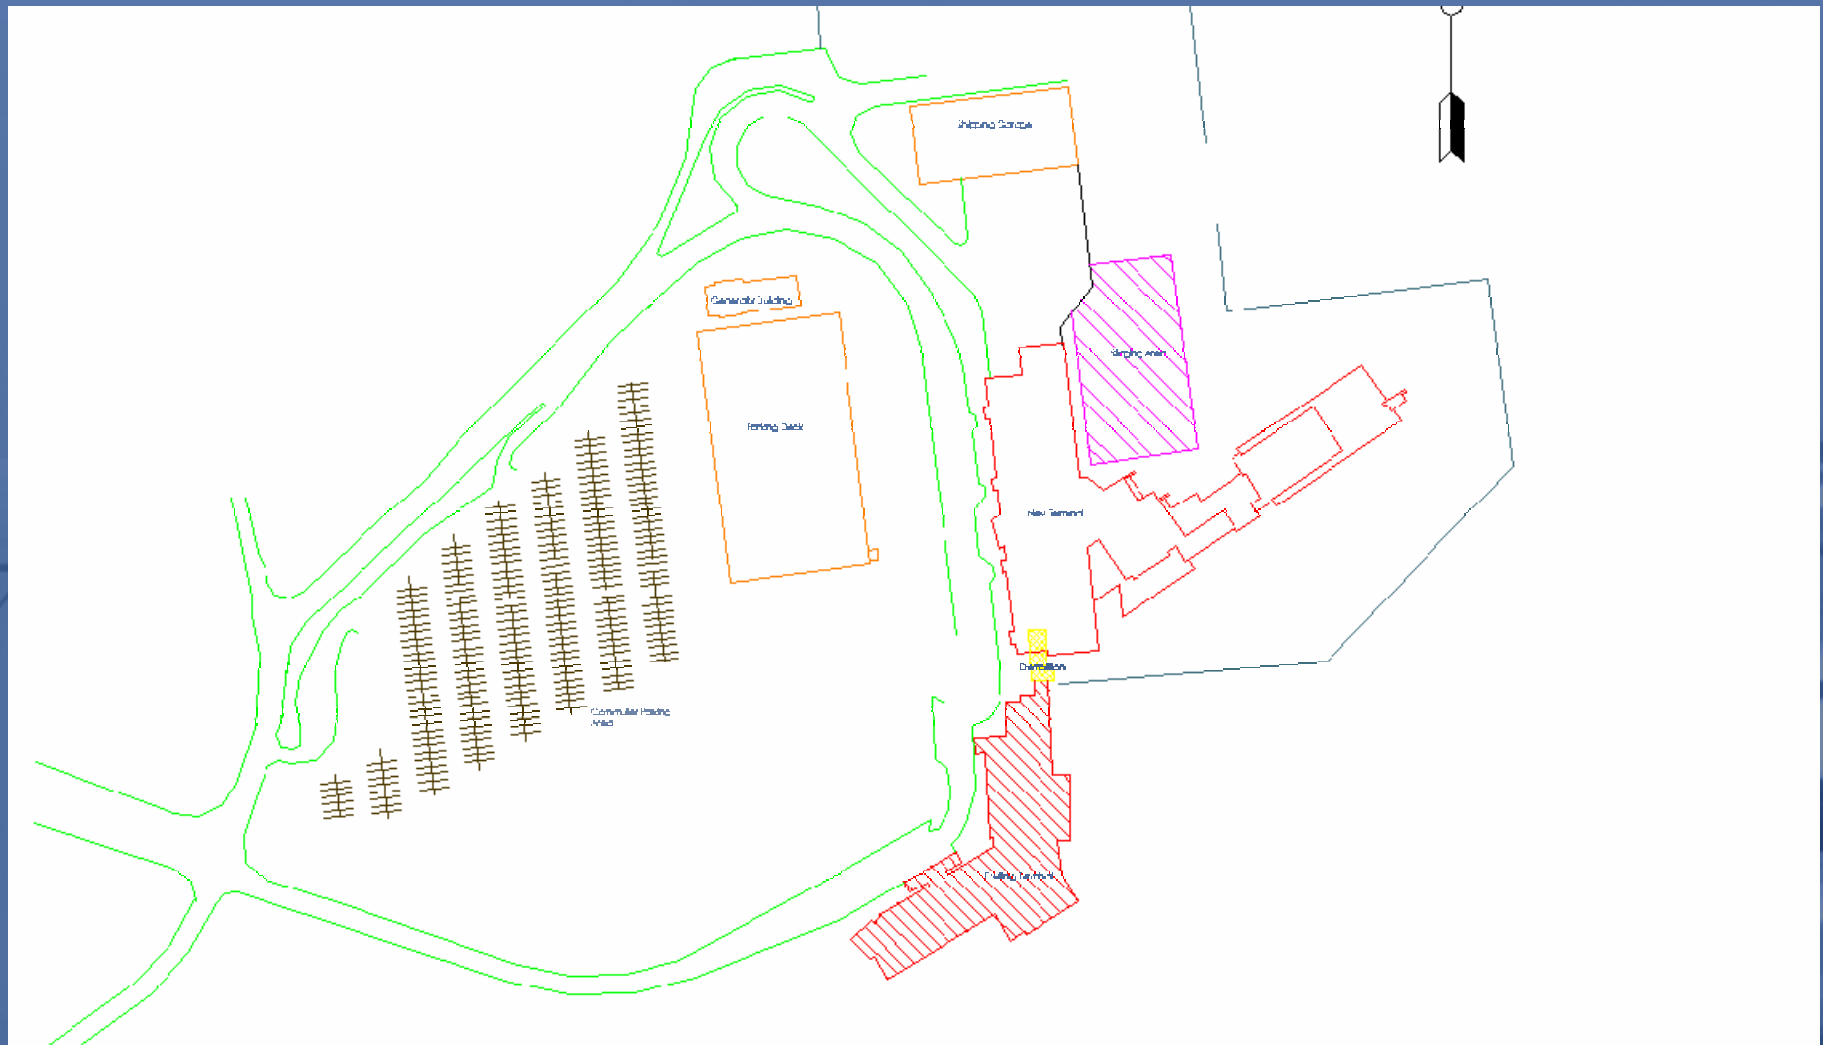 Shipping Garage
Generator Building
Staging Area
Parking Deck
New Terminal
Demolition
Commuter Parking
Area
Existing Terminal